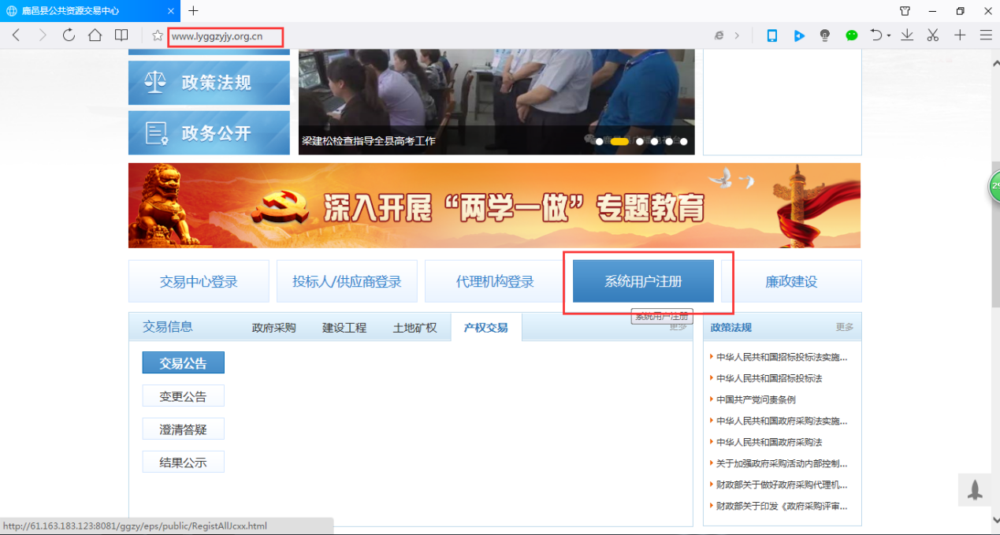 鹿邑县公共资源交易中心
www.lyggzyjy.org.cn
政策法规
政务公开
梁建松检查指导全县高考工作
深入开展“两学一做”专题教育
交易中心登录
投标人/供应商登录
代理机构登录
系统用户注册
廉政建设
系统用户注册
交易信息
政府采购
建设工程
土地矿权
产权交易
更多
政策法规
更多
交易公告
变更公告
澄清答疑
结果公示
中华人民共和国招标投标法实施...
中华人民共和国招标投标法
中国共产党问责条例
中华人民共和国政府采购法实施...
中华人民共和国政府采购法
关于加强政府采购活动内部控制...
财政部关于做好政府采购代理机...
财政部关于印发《政府采购评审...
http://61.163.183.123:8081/ggzy/eps/public/RegistAllJcxx.html